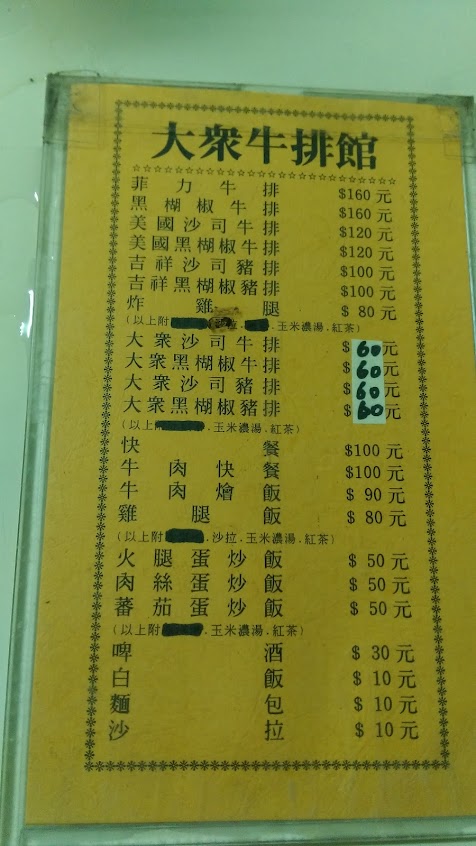 大衆牛排館
☆☆☆☆☆☆☆☆☆☆☆☆☆☆☆☆☆☆☆☆☆☆☆☆☆☆☆☆
菲力牛排 $160元
黑楜椒牛排 $160元
美國沙司牛排 $120元
美國黑楜椒牛排 $120元
吉祥沙司豬排 $100元
吉祥黑楜椒豬排 $100元
炸雞腿 $ 80元
(以上附 拉. .玉米濃湯.紅茶)
大衆沙司牛排 $ 60元
大衆黑楜椒牛排 $ 60元
大衆沙司豬排 $ 60元
大衆黑楜椒豬排 $ 60元
(以上 .玉米濃湯.紅茶)
快餐 $100元
牛肉快餐 $100元
牛肉燴飯 $ 90元
雞腿飯 $ 80元
(以上附 .沙拉.玉米濃湯.紅茶)
火腿蛋炒飯 $ 50元
肉絲蛋炒飯 $ 50元
蕃茄蛋炒飯 $ 50元
(以上附 .玉米濃湯.紅茶)
啤酒 $ 30元
白飯 $ 10元
麵包 $ 10元
沙拉 $ 10元